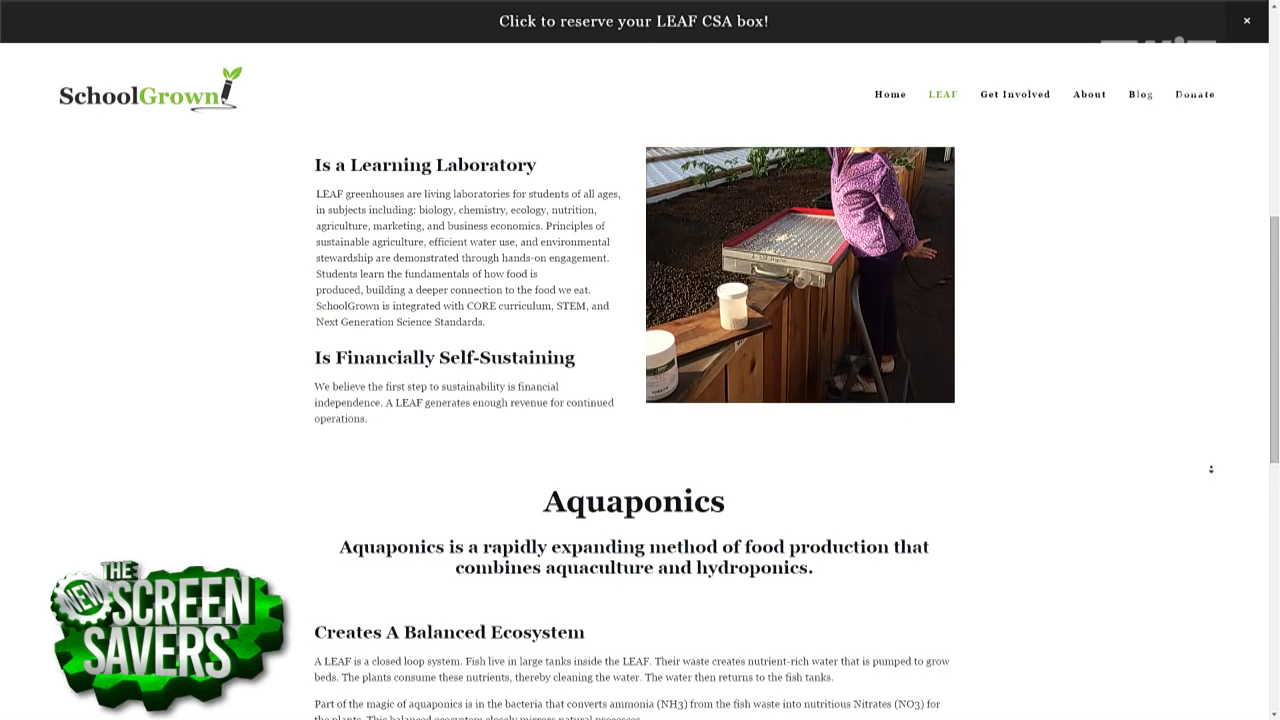 Click to reserve your LEAF CSA box!
×
SchoolGrown
Home LEAF Get Involved About Blog Donate
Is a Learning Laboratory
LEAF greenhouses are living laboratories for students of all ages,
in subjects including: biology, chemistry, ecology, nutrition,
agriculture, marketing, and business economics. Principles of
sustainable agriculture, efficient water use, and environmental
stewardship are demonstrated through hands-on engagement.
Students learn the fundamentals of how food is
produced, building a deeper connection to the food we eat.
SchoolGrown is integrated with CORE curriculum, STEM, and
Next Generation Science Standards.
Is Financially Self-Sustaining
We believe the first step to sustainability is financial
independence. A LEAF generates enough revenue for continued
operations.
Aquaponics
Aquaponics is a rapidly expanding method of food production that
combines aquaculture and hydroponics.
THE
NEW SCREEN
SAVERS
Creates A Balanced Ecosystem
A LEAF is a closed loop system. Fish live in large tanks inside the LEAF. Their waste creates nutrient-rich water that is pumped to grow
beds. The plants consume these nutrients, thereby cleaning the water. The water then returns to the fish tanks.
Part of the magic of aquaponics is in the bacteria that converts ammonia (NH3) from the fish waste into nutritious Nitrates (NO3) for
the plants. This balanced ecosystem closely mirrors natural processes.